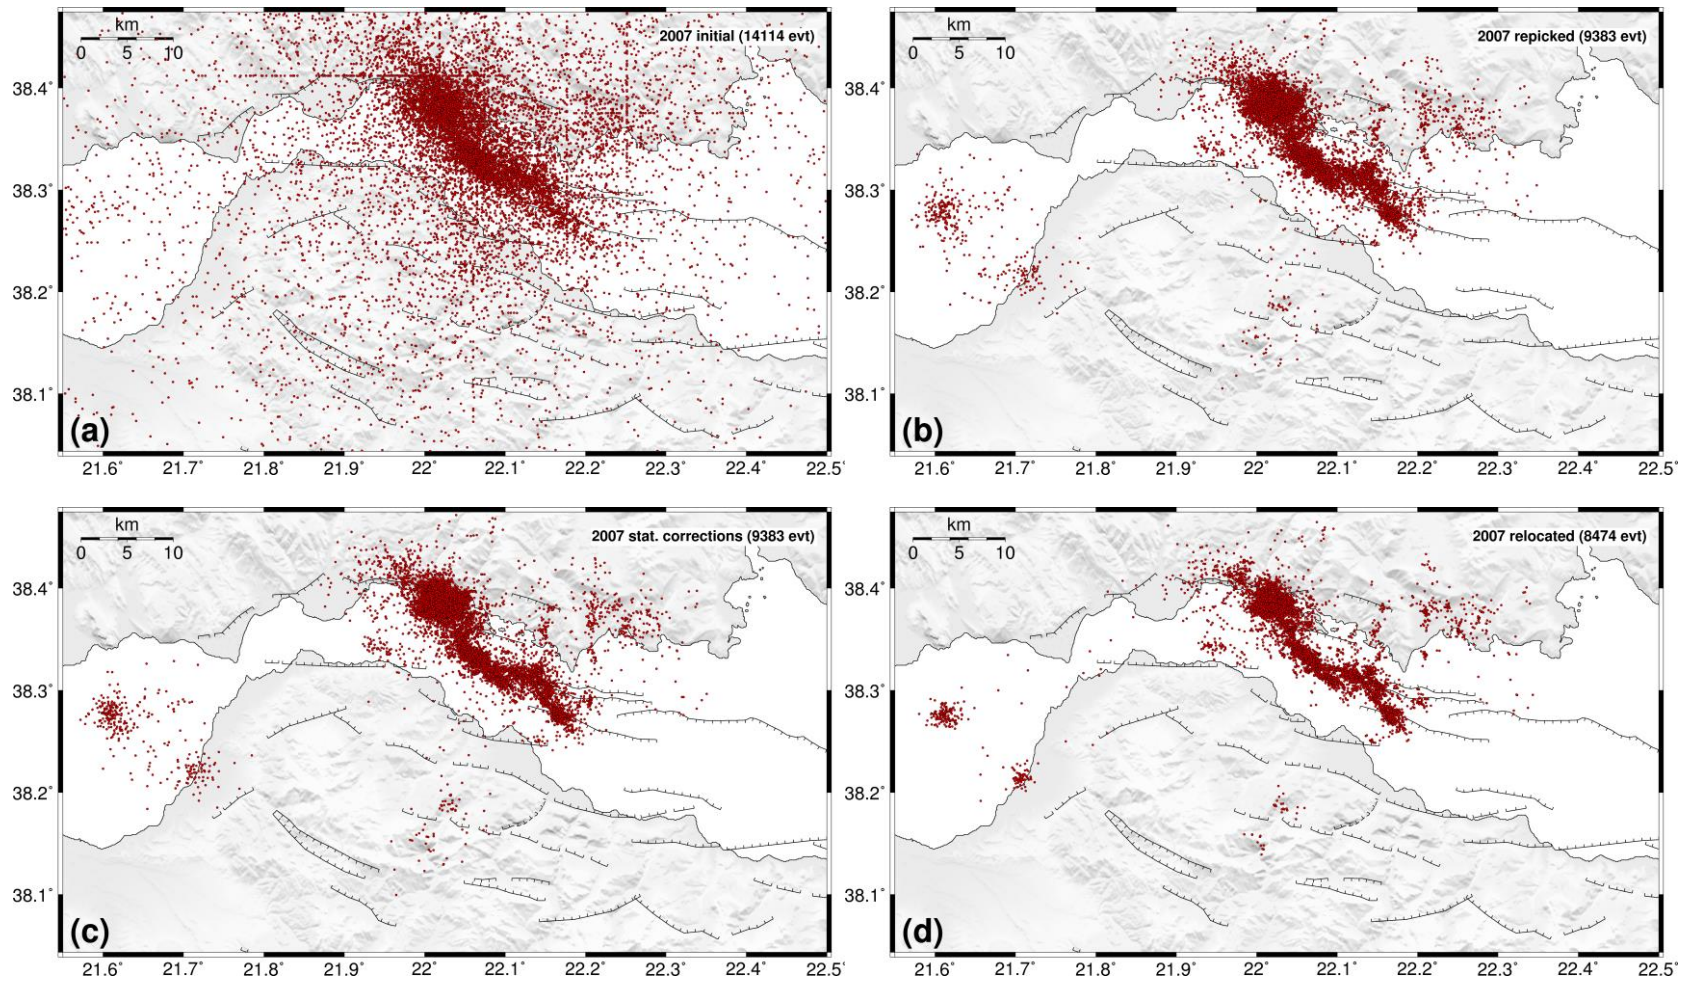 km
0 5 10
2007 initial (14114 evt)
38.4˚
38.3˚
38.2˚
38.1˚
(a)
21.6˚ 21.7˚ 21.8˚ 21.9˚ 22˚ 22.1˚ 22.2˚ 22.3˚ 22.4˚ 22.5˚
km
0 5 10
2007 repicked (9383 evt)
38.4˚
38.3˚
38.2˚
38.1˚
(b)
21.6˚ 21.7˚ 21.8˚ 21.9˚ 22˚ 22.1˚ 22.2˚ 22.3˚ 22.4˚ 22.5˚
km
0 5 10
2007 stat. corrections (9383 evt)
38.4˚
38.3˚
38.2˚
38.1˚
(c)
21.6˚ 21.7˚ 21.8˚ 21.9˚ 22˚ 22.1˚ 22.2˚ 22.3˚ 22.4˚ 22.5˚
km
0 5 10
2007 relocated (8474 evt)
38.4˚
38.3˚
38.2˚
38.1˚
(d)
21.6˚ 21.7˚ 21.8˚ 21.9˚ 22˚ 22.1˚ 22.2˚ 22.3˚ 22.4˚ 22.5˚